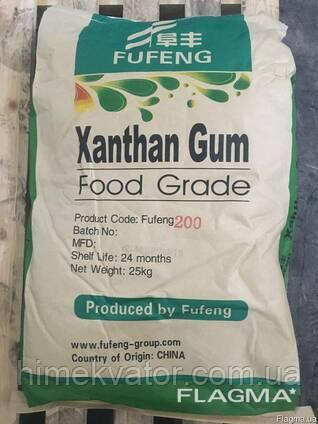 阜丰
FUFENG
Xanthan Gum
Food Grade
Product Code: Fufeng200
Batch No:
MFD:
Shelf Life: 24 months
Net Weight: 25kg
Produced by Fufeng
www.fufeng-group.com
Country of Origin: CHINA
himekvator.com.ua
FLAGMA
Flagma.ua